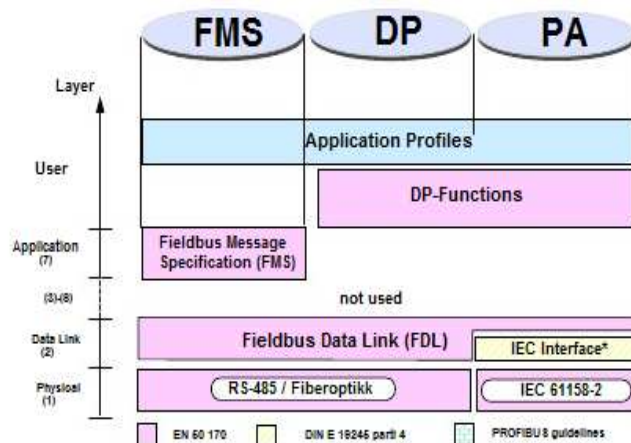 FMS DP PA
Layer
Application Profiles
User
DP-Functions
Application
(7)
Fieldbus Message
Specification (FMS)
(3)-(6)
not used
Data Link
(2)
Fieldbus Data Link (FDL)
IEC Interface*
Physical
(1)
RS-485 / Fiberoptikk
IEC 61158-2
EN 50 170
DIN E 19245 part 4
PROFIBUS guidelines